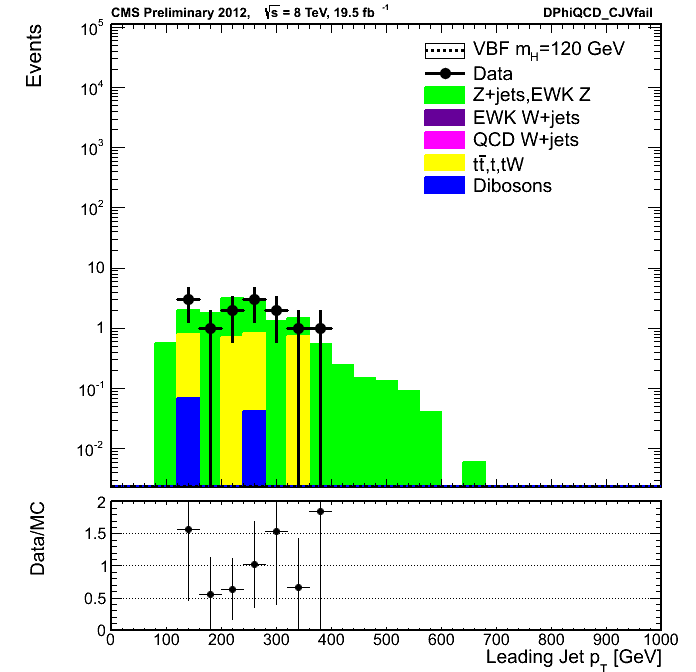 CMS Preliminary 2012, √s = 8 TeV, 19.5 fb⁻¹ DPhiQCD_CJVfail
Events
10⁵
10⁴
10³
10²
10
1
10⁻¹
10⁻²
VBF m_H=120 GeV
Data
Z+jets,EWK Z
EWK W+jets
QCD W+jets
tt̄,t,tW
Dibosons
Data/MC
2
1.5
1
0.5
0
0 100 200 300 400 500 600 700 800 900 1000
Leading Jet p_T [GeV]